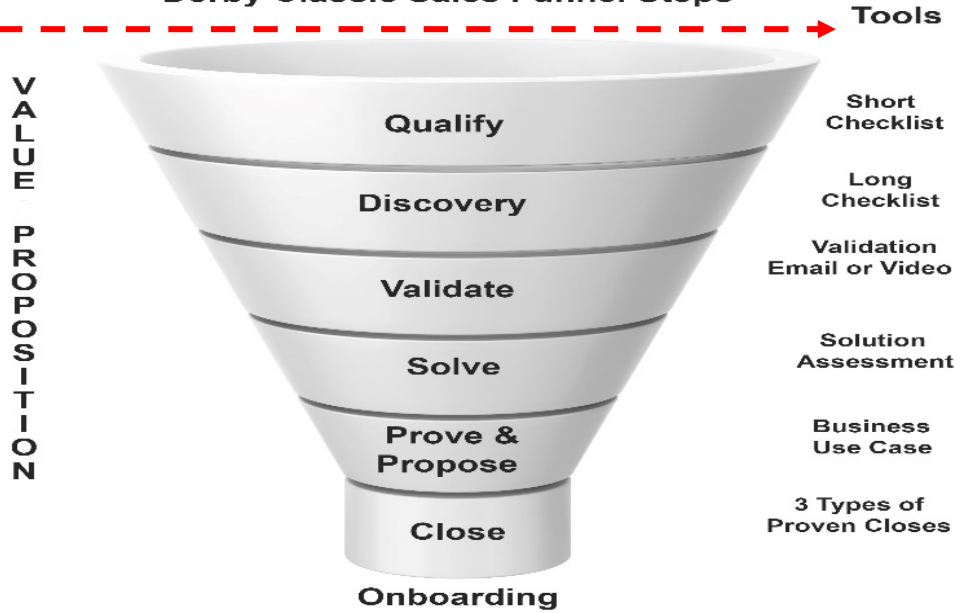 Derby Classic Sales Funnel Steps
Tools
VALUE PROPOSITION
Qualify
Short
Checklist
Discovery
Long
Checklist
Validate
Validation
Email or Video
Solve
Solution
Assessment
Prove &
Propose
Business
Use Case
Close
3 Types of
Proven Closes
Onboarding